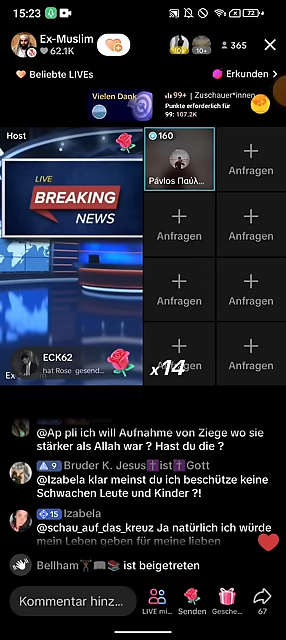 15:23
72
Ex-Muslim
62.1K
10+
365
Beliebte LIVEs
Erkunden
Vielen Dank
99+ | Zuschauer*innen
Punkte erforderlich für
99: 107.2K
Host
160
LIVE
BREAKING
NEWS
Pávlos Παύλ...
Anfragen
Anfragen
Anfragen
Anfragen
Anfragen
Anfragen
Anfragen
ECK62
hat Rose gesend...
x14
Ex
@Ap pli ich will Aufnahme von Ziege wo sie
stärker als Allah war ? Hast du die ?
9 Bruder K. Jesus✝️ist✝️Gott
@Izabela klar meinst du ich beschütze keine
Schwachen Leute und Kinder ?!
15 Izabela
@schau_auf_das_kreuz Ja natürlich ich würde
mein Leben geben für meine lieben
Bellham ist beigetreten
Kommentar hinz...
LIVE mi...
Senden
Gesche...
67